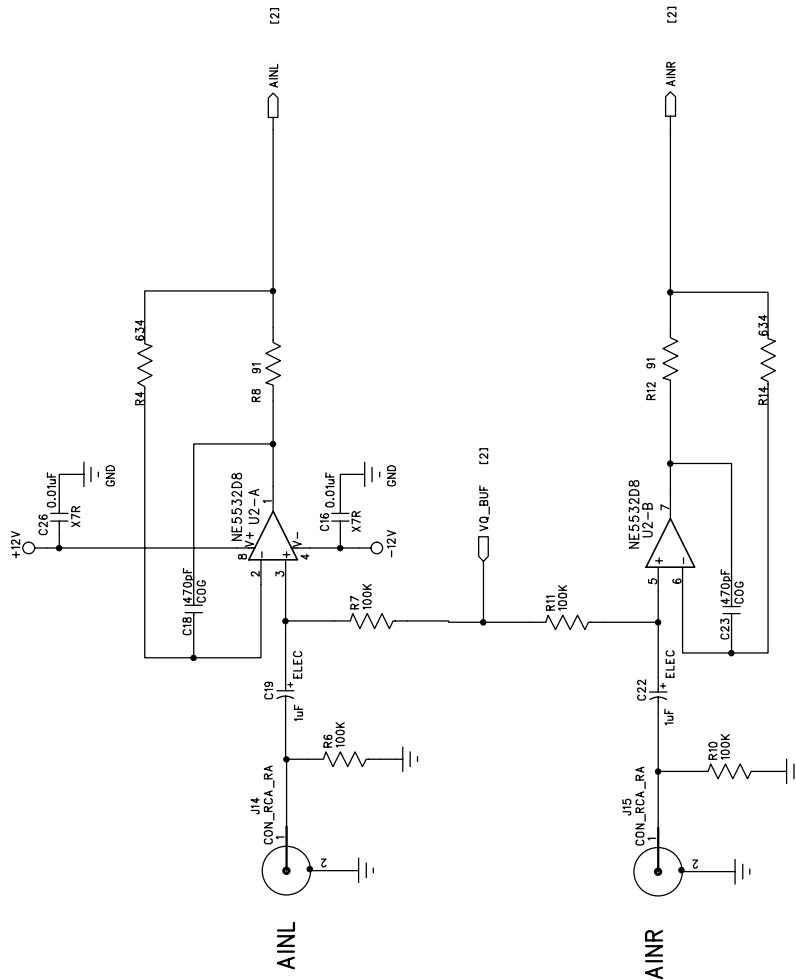 AINL
[2]
AINR
[2]
R4
634
91
R8
R12
91
R14
634
+12V
C26
0.01uF
X7R
GND
NE5532D8
U2-A
8
V+
2
-
3
+
1
4
V-
C16
0.01uF
X7R
GND
-12V
C18
470pF
COG
VQ_BUF
[2]
NE5532D8
U2-B
5
+
6
-
7
C23
470pF
COG
R7
100K
R11
100K
C19
+
ELEC
1uF
C22
+
ELEC
1uF
R6
100K
R10
100K
J14
CON_RCA_RA
1
2
J15
CON_RCA_RA
1
2
AINL
AINR